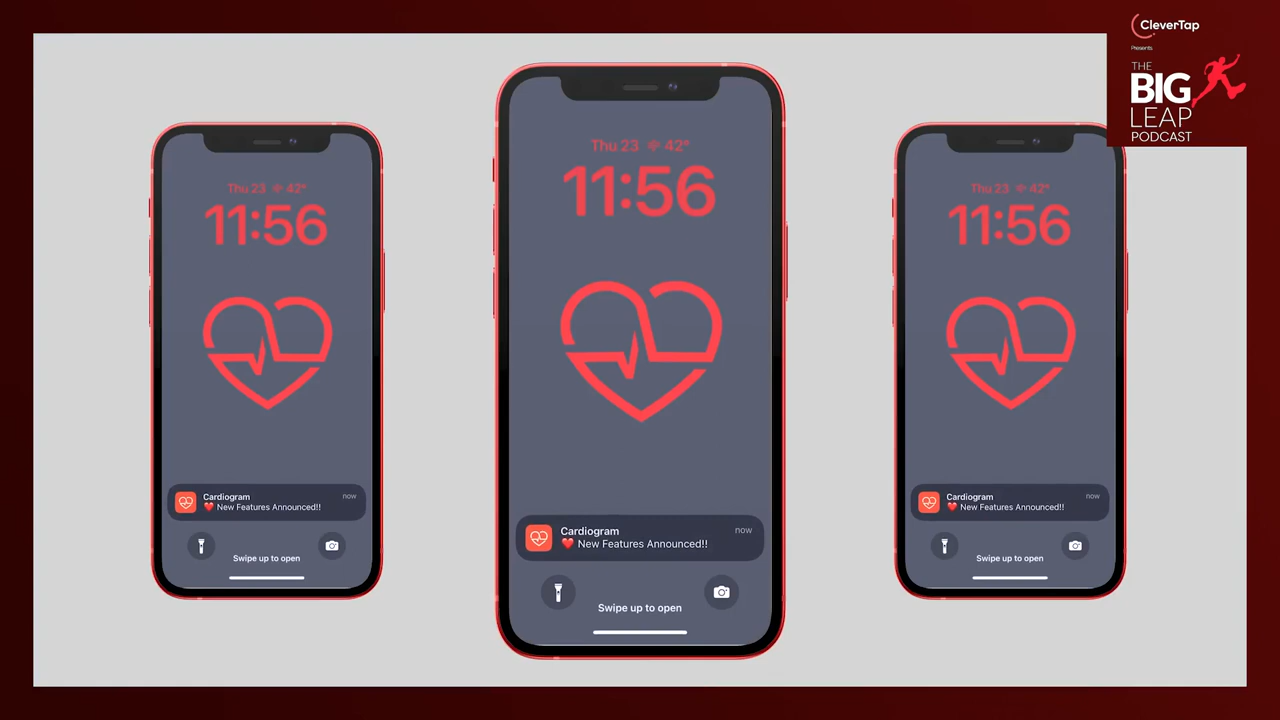 CleverTap
Presents
THE
BIG
LEAP
PODCAST
Thu 23 42°
11:56
Cardiogram now
❤️ New Features Announced!!
Swipe up to open
Thu 23 42°
11:56
Cardiogram now
❤️ New Features Announced!!
Swipe up to open
Thu 23 42°
11:56
Cardiogram now
❤️ New Features Announced!!
Swipe up to open